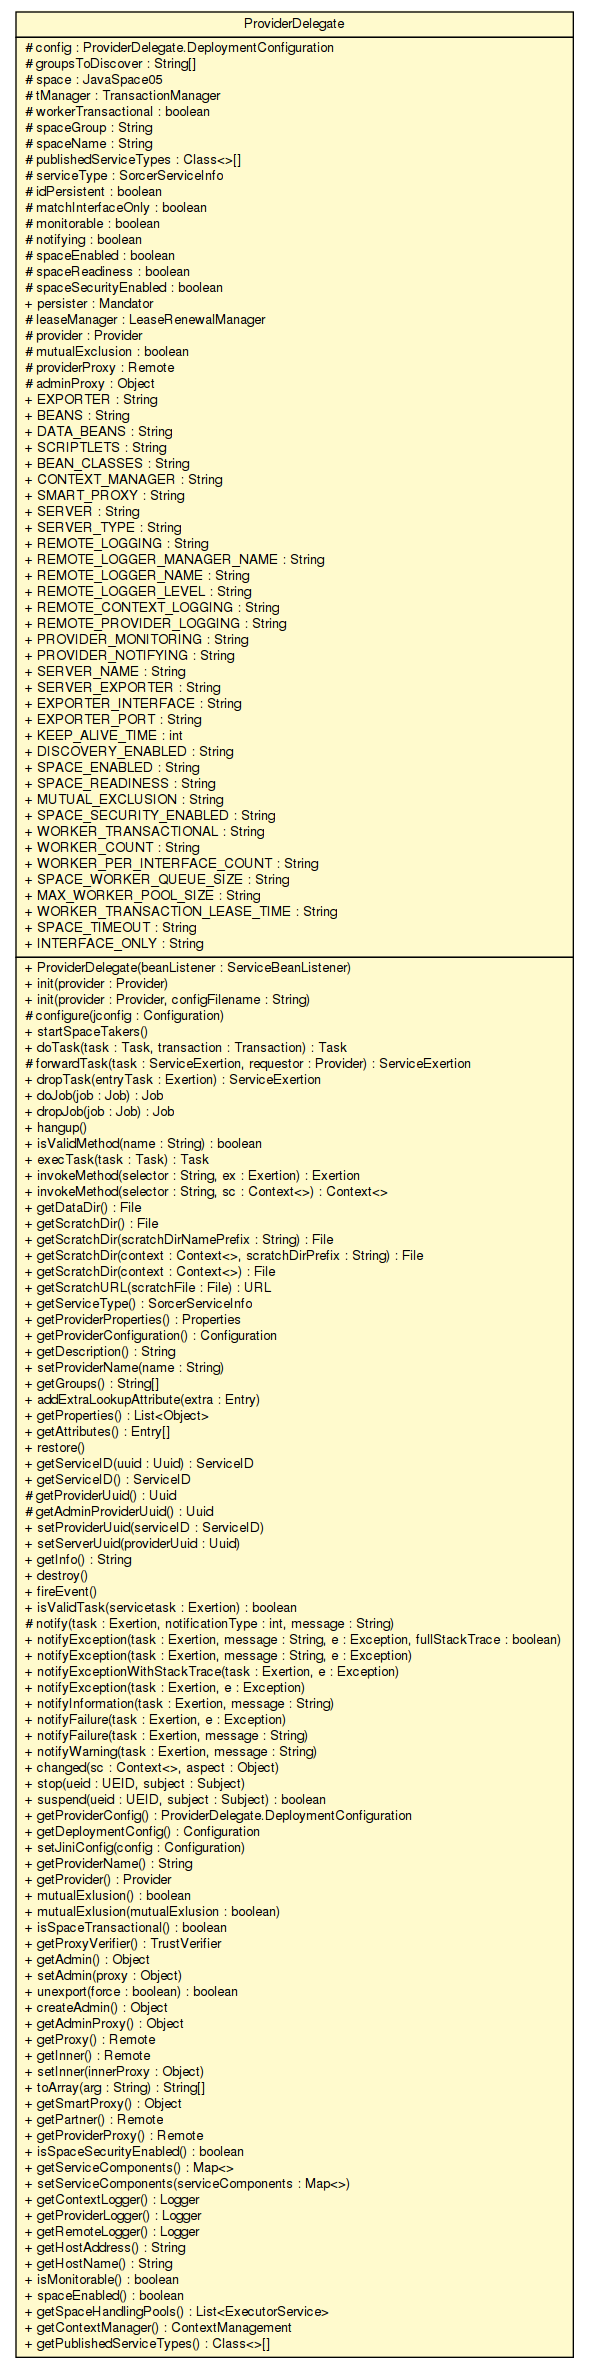 ProviderDelegate
# config : ProviderDelegate.DeploymentConfiguration
# groupsToDiscover : String[]
# space : JavaSpace05
# tManager : TransactionManager
# workerTransactional : boolean
# spaceGroup : String
# spaceName : String
# publishedServiceTypes : Class<>[]
# serviceType : SorcerServiceInfo
# idPersistent : boolean
# matchInterfaceOnly : boolean
# monitorable : boolean
# notifying : boolean
# spaceEnabled : boolean
# spaceReadiness : boolean
# spaceSecurityEnabled : boolean
+ persister : Mandator
# leaseManager : LeaseRenewalManager
# provider : Provider
# mutualExclusion : boolean
# providerProxy : Remote
# adminProxy : Object
+ EXPORTER : String
+ BEANS : String
+ DATA_BEANS : String
+ SCRIPTLETS : String
+ BEAN_CLASSES : String
+ CONTEXT_MANAGER : String
+ SMART_PROXY : String
+ SERVER : String
+ SERVER_TYPE : String
+ REMOTE_LOGGING : String
+ REMOTE_LOGGER_MANAGER_NAME : String
+ REMOTE_LOGGER_NAME : String
+ REMOTE_LOGGER_LEVEL : String
+ REMOTE_CONTEXT_LOGGING : String
+ REMOTE_PROVIDER_LOGGING : String
+ PROVIDER_MONITORING : String
+ PROVIDER_NOTIFYING : String
+ SERVER_NAME : String
+ SERVER_EXPORTER : String
+ EXPORTER_INTERFACE : String
+ EXPORTER_PORT : String
+ KEEP_ALIVE_TIME : int
+ DISCOVERY_ENABLED : String
+ SPACE_ENABLED : String
+ SPACE_READINESS : String
+ MUTUAL_EXCLUSION : String
+ SPACE_SECURITY_ENABLED : String
+ WORKER_TRANSACTIONAL : String
+ WORKER_COUNT : String
+ WORKER_PER_INTERFACE_COUNT : String
+ SPACE_WORKER_QUEUE_SIZE : String
+ MAX_WORKER_POOL_SIZE : String
+ WORKER_TRANSACTION_LEASE_TIME : String
+ SPACE_TIMEOUT : String
+ INTERFACE_ONLY : String
+ ProviderDelegate(beanListener : ServiceBeanListener)
+ init(provider : Provider)
+ init(provider : Provider, configFilename : String)
# configure(jconfig : Configuration)
+ startSpaceTakers()
+ doTask(task : Task, transaction : Transaction) : Task
# forwardTask(task : ServiceExertion, requestor : Provider) : ServiceExertion
+ dropTask(entryTask : Exertion) : ServiceExertion
+ doJob(job : Job) : Job
+ dropJob(job : Job) : Job
+ hangup()
+ isValidMethod(name : String) : boolean
+ execTask(task : Task) : Task
+ invokeMethod(selector : String, ex : Exertion) : Exertion
+ invokeMethod(selector : String, sc : Context<>) : Context<>
+ getDataDir() : File
+ getScratchDir() : File
+ getScratchDir(scratchDirNamePrefix : String) : File
+ getScratchDir(context : Context<>, scratchDirPrefix : String) : File
+ getScratchDir(context : Context<>) : File
+ getScratchURL(scratchFile : File) : URL
+ getServiceType() : SorcerServiceInfo
+ getProviderProperties() : Properties
+ getProviderConfiguration() : Configuration
+ getDescription() : String
+ setProviderName(name : String)
+ getGroups() : String[]
+ addExtraLookupAttribute(extra : Entry)
+ getProperties() : List<Object>
+ getAttributes() : Entry[]
+ restore()
+ getServiceID(uuid : Uuid) : ServiceID
+ getServiceID() : ServiceID
# getProviderUuid() : Uuid
# getAdminProviderUuid() : Uuid
+ setProviderUuid(serviceID : ServiceID)
+ setServerUuid(providerUuid : Uuid)
+ getInfo() : String
+ destroy()
+ fireEvent()
+ isValidTask(servicetask : Exertion) : boolean
# notify(task : Exertion, notificationType : int, message : String)
+ notifyException(task : Exertion, message : String, e : Exception, fullStackTrace : boolean)
+ notifyException(task : Exertion, message : String, e : Exception)
+ notifyExceptionWithStackTrace(task : Exertion, e : Exception)
+ notifyException(task : Exertion, e : Exception)
+ notifyInformation(task : Exertion, message : String)
+ notifyFailure(task : Exertion, e : Exception)
+ notifyFailure(task : Exertion, message : String)
+ notifyWarning(task : Exertion, message : String)
+ changed(sc : Context<>, aspect : Object)
+ stop(ueid : UEID, subject : Subject)
+ suspend(ueid : UEID, subject : Subject) : boolean
+ getProviderConfig() : ProviderDelegate.DeploymentConfiguration
+ getDeploymentConfig() : Configuration
+ setJiniConfig(config : Configuration)
+ getProviderName() : String
+ getProvider() : Provider
+ mutualExlusion() : boolean
+ mutualExlusion(mutualExlusion : boolean)
+ isSpaceTransactional() : boolean
+ getProxyVerifier() : TrustVerifier
+ getAdmin() : Object
+ setAdmin(proxy : Object)
+ unexport(force : boolean) : boolean
+ createAdmin() : Object
+ getAdminProxy() : Object
+ getProxy() : Remote
+ getInner() : Remote
+ setInner(innerProxy : Object)
+ toArray(arg : String) : String[]
+ getSmartProxy() : Object
+ getPartner() : Remote
+ getProviderProxy() : Remote
+ isSpaceSecurityEnabled() : boolean
+ getServiceComponents() : Map<>
+ setServiceComponents(serviceComponents : Map<>)
+ getContextLogger() : Logger
+ getProviderLogger() : Logger
+ getRemoteLogger() : Logger
+ getHostAddress() : String
+ getHostName() : String
+ isMonitorable() : boolean
+ spaceEnabled() : boolean
+ getSpaceHandlingPools() : List<ExecutorService>
+ getContextManager() : ContextManagement
+ getPublishedServiceTypes() : Class<>[]